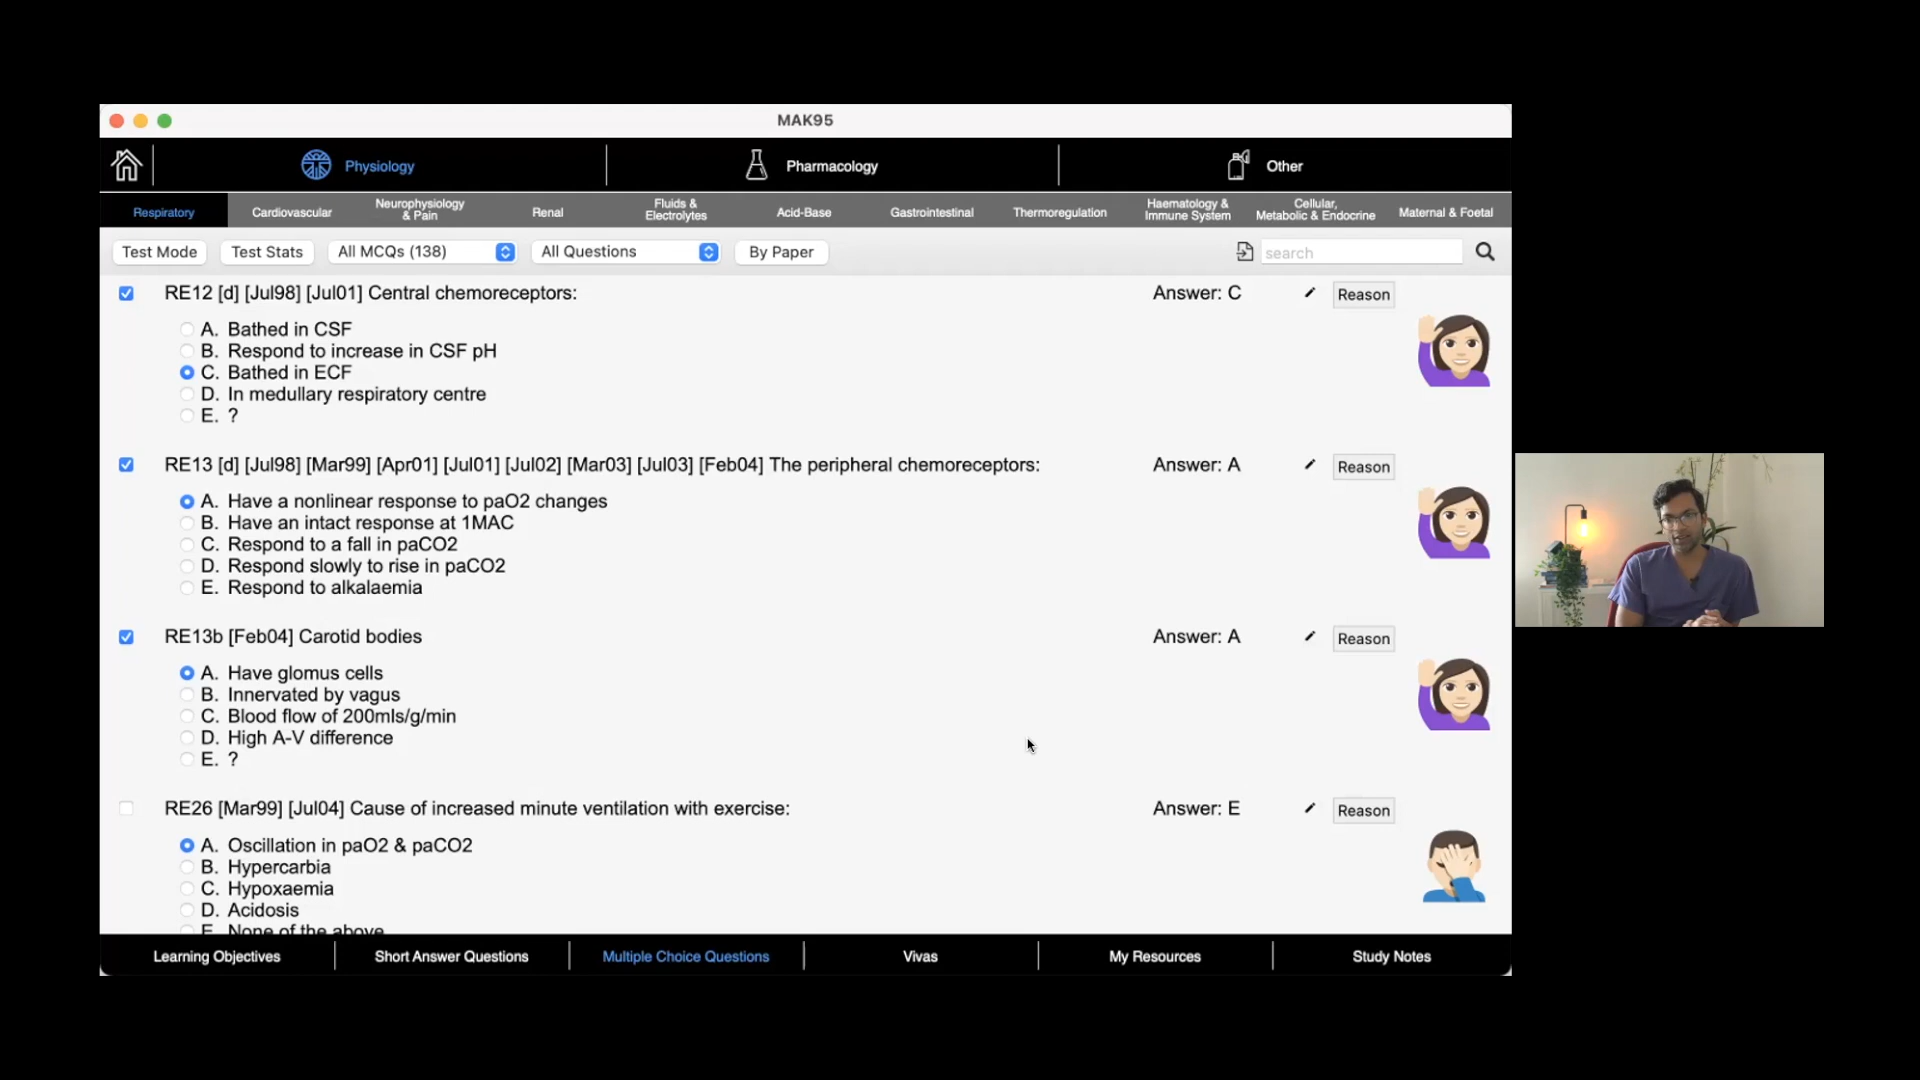 MAK95
Physiology
Pharmacology
Other
Respiratory
Cardiovascular
Neurophysiology
& Pain
Renal
Fluids &
Electrolytes
Acid-Base
Gastrointestinal
Thermoregulation
Haematology &
Immune System
Cellular,
Metabolic & Endocrine
Maternal & Foetal
Test Mode
Test Stats
All MCQs (138)
All Questions
By Paper
search
RE12 [d] [Jul98] [Jul01] Central chemoreceptors:
Answer: C
Reason
A. Bathed in CSF
B. Respond to increase in CSF pH
C. Bathed in ECF
D. In medullary respiratory centre
E. ?
RE13 [d] [Jul98] [Mar99] [Apr01] [Jul01] [Jul02] [Mar03] [Jul03] [Feb04] The peripheral chemoreceptors:
Answer: A
Reason
A. Have a nonlinear response to paO2 changes
B. Have an intact response at 1MAC
C. Respond to a fall in paCO2
D. Respond slowly to rise in paCO2
E. Respond to alkalaemia
RE13b [Feb04] Carotid bodies
Answer: A
Reason
A. Have glomus cells
B. Innervated by vagus
C. Blood flow of 200mls/g/min
D. High A-V difference
E. ?
RE26 [Mar99] [Jul04] Cause of increased minute ventilation with exercise:
Answer: E
Reason
A. Oscillation in paO2 & paCO2
B. Hypercarbia
C. Hypoxaemia
D. Acidosis
E. None of the above
Learning Objectives
Short Answer Questions
Multiple Choice Questions
Vivas
My Resources
Study Notes